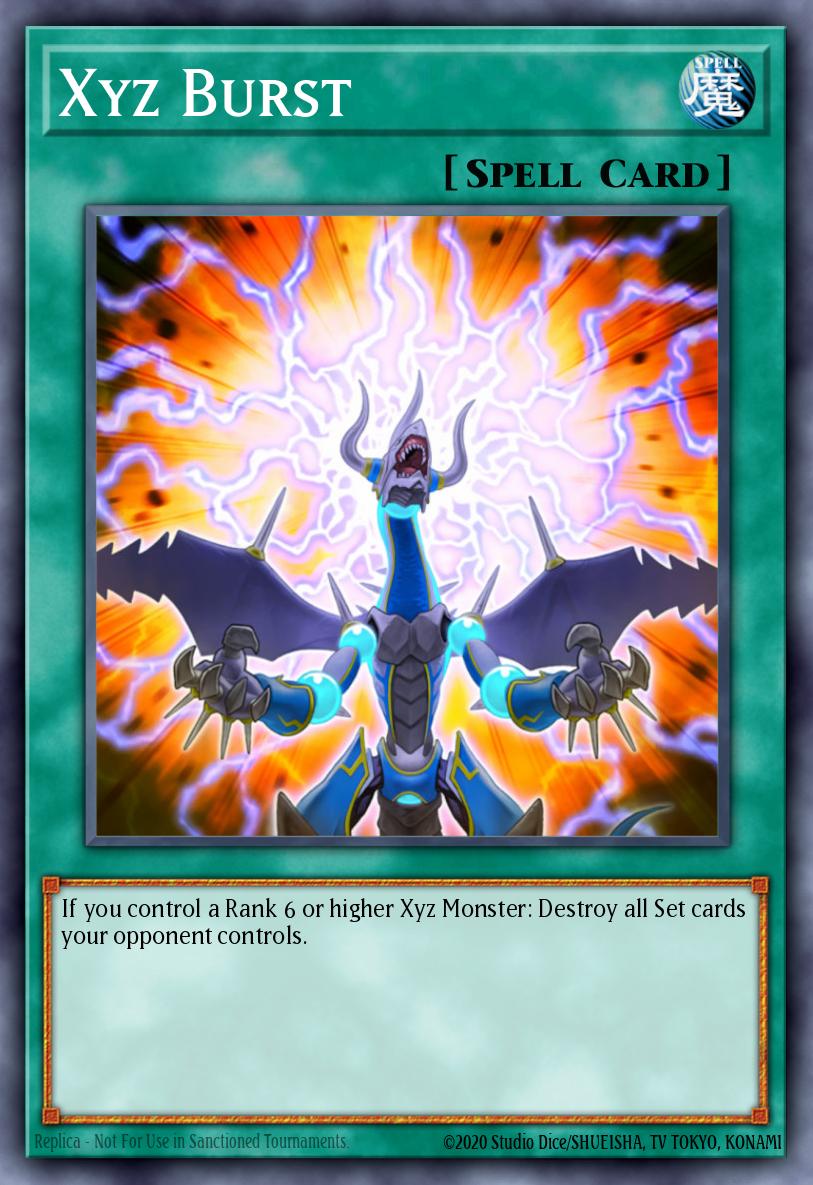 Xyz Burst
SPELL
魔
[ Spell Card ]
If you control a Rank 6 or higher Xyz Monster: Destroy all Set cards
your opponent controls.
Replica - Not For Use in Sanctioned Tournaments.
©2020 Studio Dice/SHUEISHA, TV TOKYO, KONAMI